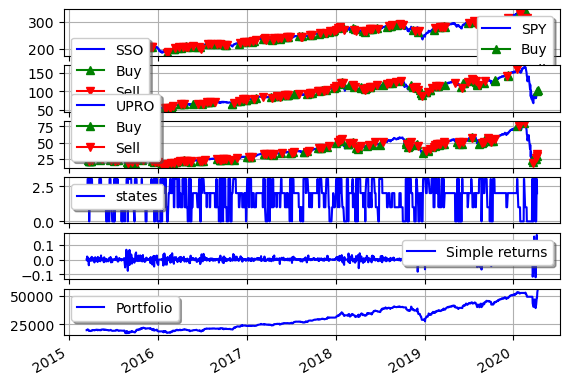 300
200
SPY
Buy
SSO
Buy
Sell
150
100
50
UPRO
Buy
Sell
75
50
25
2.5
0.0
states
0.1
0.0
−0.1
Simple returns
50000
25000
Portfolio
2015
2016
2017
2018
2019
2020